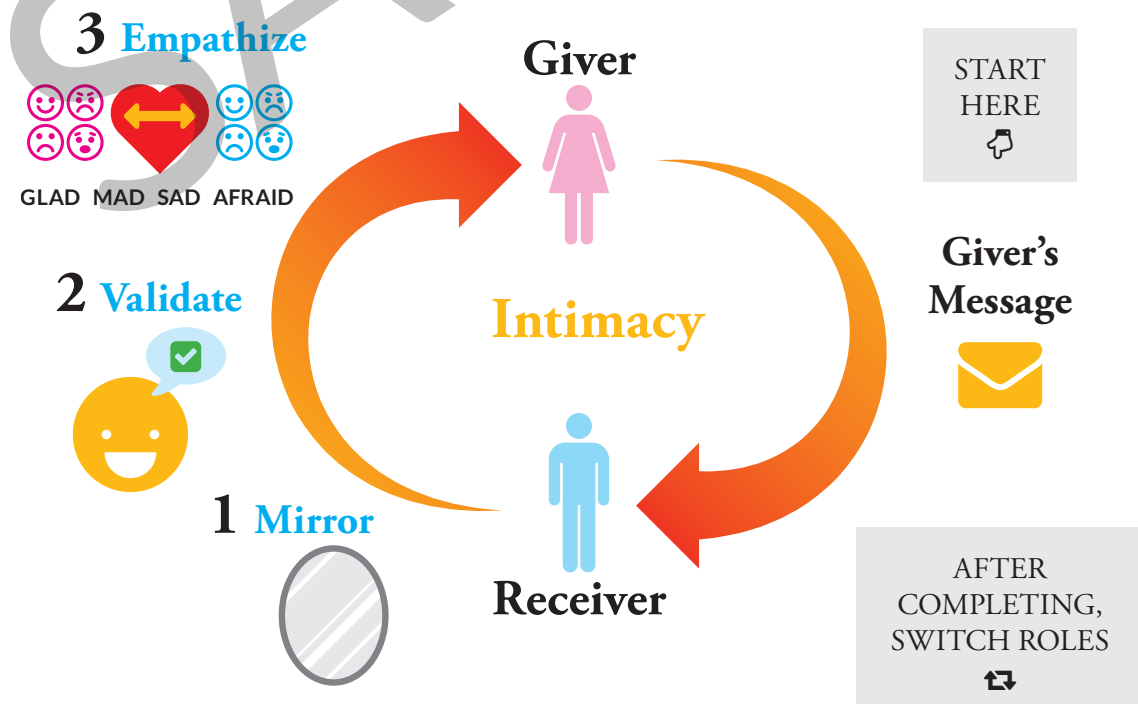 START
HERE
Giver
Giver's
Message
Intimacy
Receiver
1 Mirror
2 Validate
3 Empathize
GLAD MAD SAD AFRAID
AFTER
COMPLETING,
SWITCH ROLES